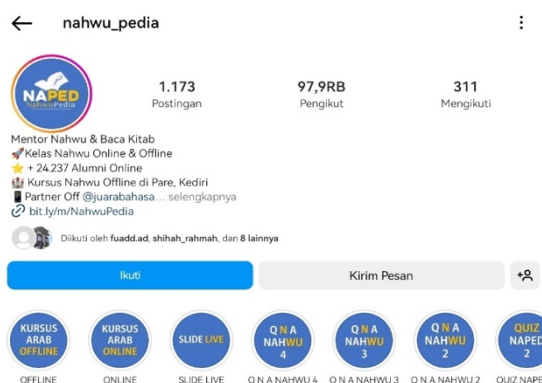 nahwu_pedia
NAPED
NahwuPedia
1.173
Postingan
97,9RB
Pengikut
311
Mengikuti
Mentor Nahwu & Baca Kitab
🚀Kelas Nahwu Online & Offline
⭐ + 24.237 Alumni Online
🕌 Kursus Nahwu Offline di Pare, Kediri
📱Partner Off @juarabahasa... selengkapnya
bit.ly/m/NahwuPedia
Diikuti oleh fuadd.ad, shihah_rahmah, dan 8 lainnya
Ikuti
Kirim Pesan
KURSUS
ARAB
OFFLINE
KURSUS
ARAB
ONLINE
SLIDE LIVE
Q N A
NAHWU
4
Q N A
NAHWU
3
Q N A
NAHWU
2
QUIZ
NAPED
2
OFFLINE
ONLINE
SLIDE LIVE
Q N A NAHWU 4
Q N A NAHWU 3
Q N A NAHWU 2
QUIZ NAPE